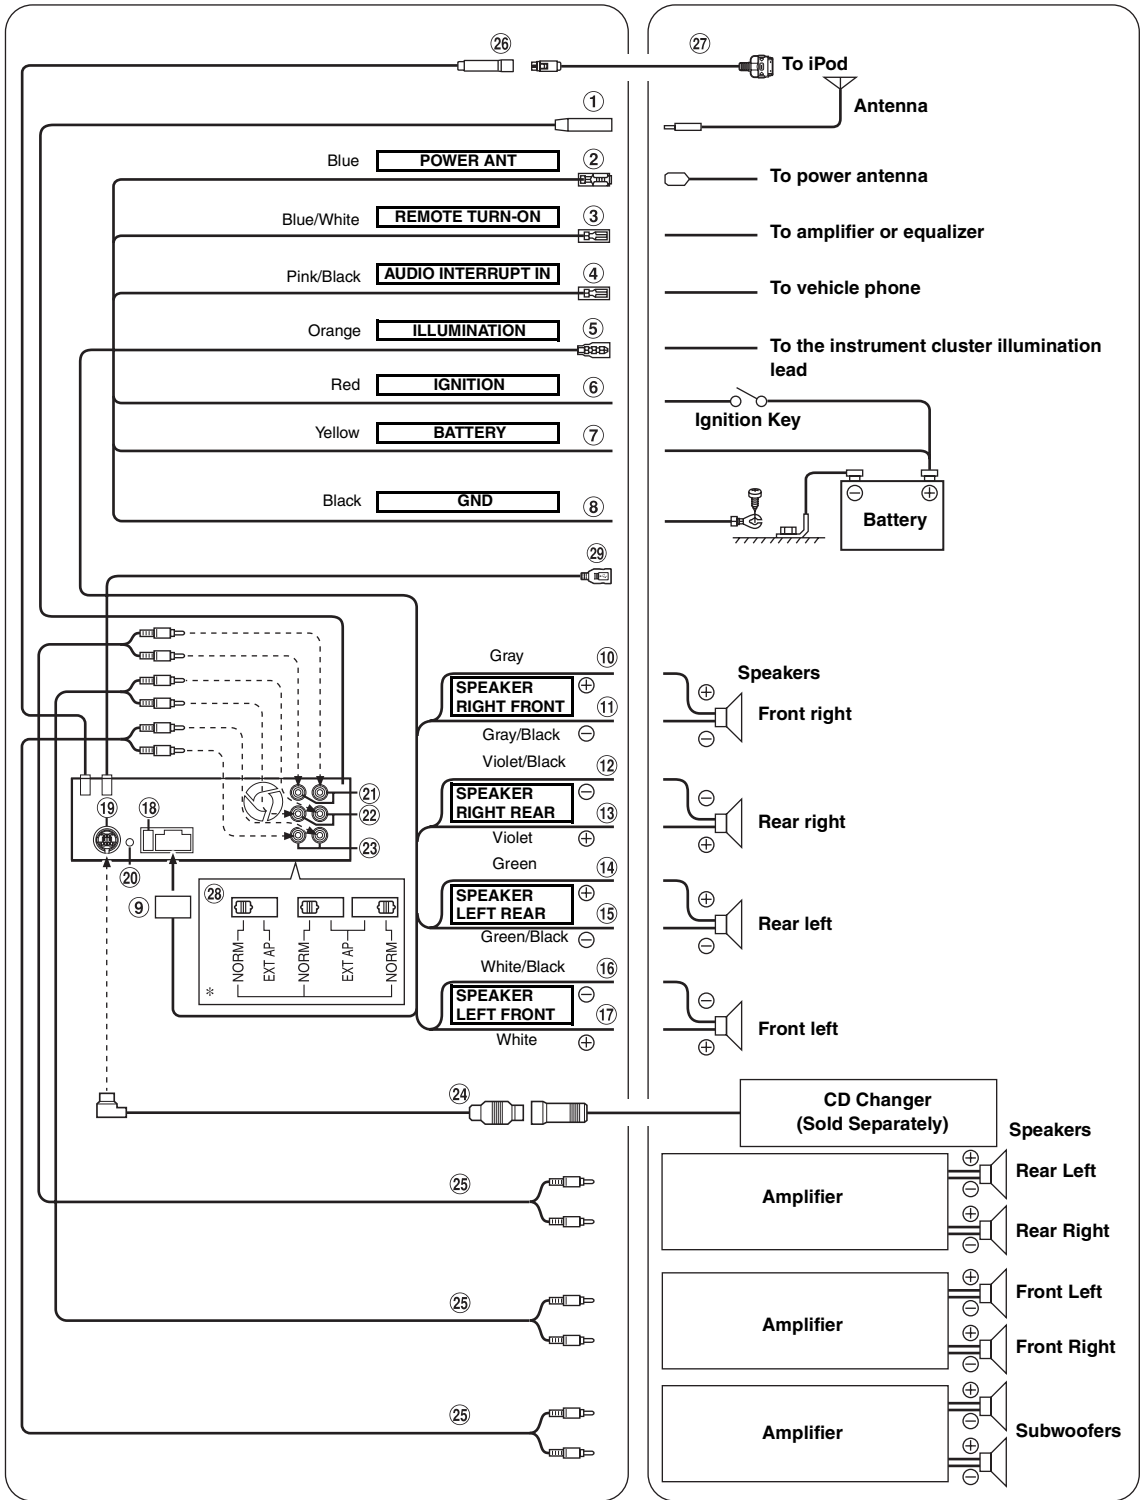 26
27
To iPod
1
Antenna
Blue
POWER ANT
2
To power antenna
Blue/White
REMOTE TURN-ON
3
To amplifier or equalizer
Pink/Black
AUDIO INTERRUPT IN
4
To vehicle phone
Orange
ILLUMINATION
5
To the instrument cluster illumination
lead
Red
IGNITION
6
Ignition Key
Yellow
BATTERY
7
Black
GND
8
⊖ ⊕
Battery
29
Gray
10
Speakers
SPEAKER
RIGHT FRONT
⊕
11
⊕
Front right
⊖
Gray/Black
⊖
Violet/Black
12
SPEAKER
RIGHT REAR
⊖
13
⊖
Rear right
⊕
Violet
⊕
Green
14
SPEAKER
LEFT REAR
⊕
15
⊕
Rear left
⊖
Green/Black
⊖
White/Black
16
SPEAKER
LEFT FRONT
⊖
17
⊖
Front left
⊕
White
⊕
21
22
23
19
18
20
9
28
NORM
EXT AP
NORM
EXT AP
NORM
*
24
CD Changer
(Sold Separately)
Speakers
25
Amplifier
⊕
⊖
Rear Left
⊕
⊖
Rear Right
25
Amplifier
⊕
⊖
Front Left
⊕
⊖
Front Right
25
Amplifier
⊕
⊖
Subwoofers
⊕
⊖